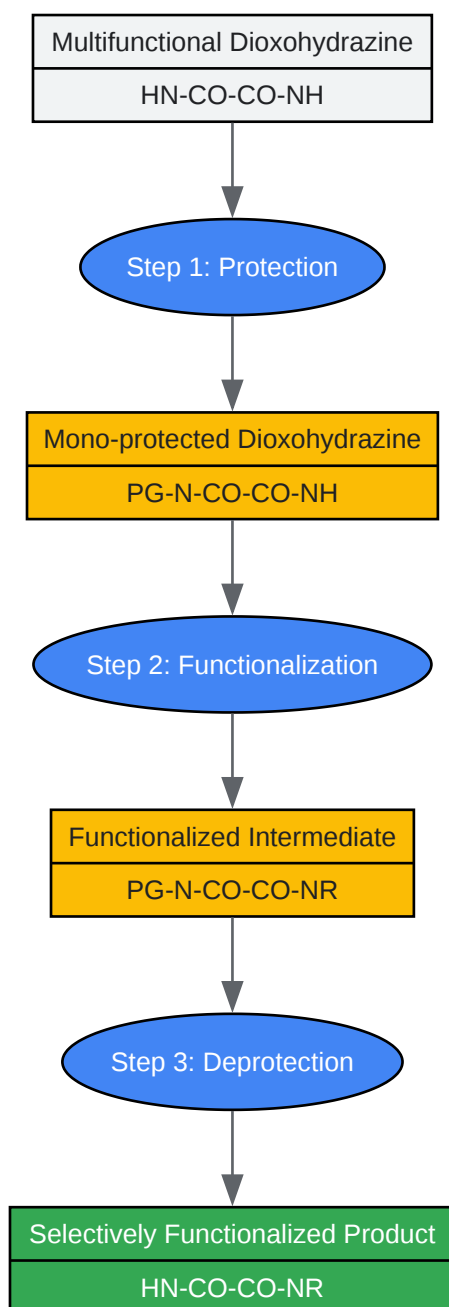 Multifunctional Dioxohydrazine
HN-CO-CO-NH
Step 1: Protection
Mono-protected Dioxohydrazine
PG-N-CO-CO-NH
Step 2: Functionalization
Functionalized Intermediate
PG-N-CO-CO-NR
Step 3: Deprotection
Selectively Functionalized Product
HN-CO-CO-NR